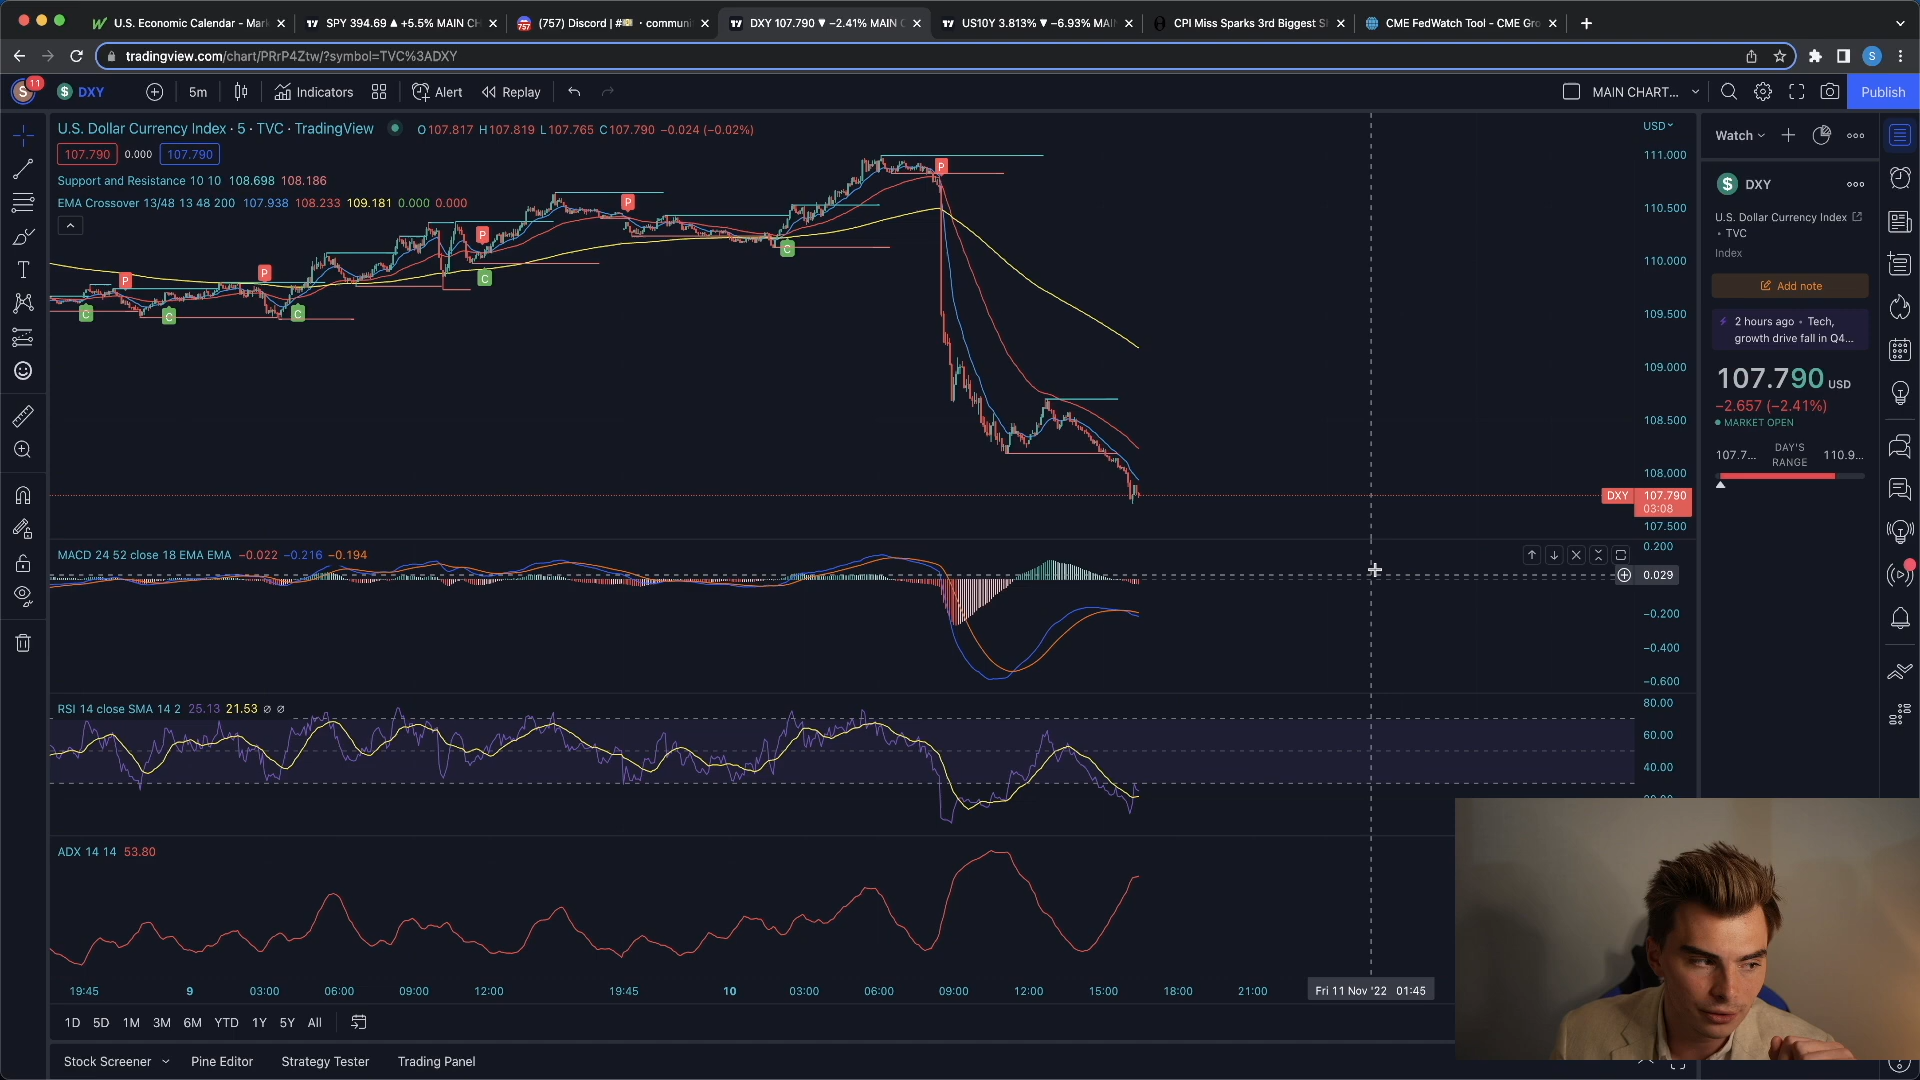 U.S. Economic Calendar - Mark
SPY 394.69 ▲ +5.5% MAIN CH
(757) Discord | #💵 · communi
DXY 107.790 ▼ −2.41% MAIN C
US10Y 3.813% ▼ −6.93% MAI
CPI Miss Sparks 3rd Biggest S
CME FedWatch Tool - CME Gro
tradingview.com/chart/PRrP4Ztw/?symbol=TVC%3ADXY
S
S
11
DXY
5m
Indicators
Alert
Replay
MAIN CHART...
Publish
U.S. Dollar Currency Index · 5 · TVC · TradingView
O107.817 H107.819 L107.765 C107.790 −0.024 (−0.02%)
107.790
0.000
107.790
Support and Resistance 10 10 108.698 108.186
EMA Crossover 13/48 13 48 200 107.938 108.233 109.181 0.000 0.000
USD
111.000
110.500
110.000
109.500
109.000
108.500
108.000
DXY
107.790
03:08
107.500
P
P
P
P
P
C
C
C
C
C
MACD 24 52 close 18 EMA EMA −0.022 −0.216 −0.194
0.200
0.029
−0.200
−0.400
−0.600
RSI 14 close SMA 14 2 25.13 21.53 ∅ ∅
80.00
60.00
40.00
ADX 14 14 53.80
19:45
9
03:00
06:00
09:00
12:00
19:45
10
03:00
06:00
09:00
12:00
15:00
18:00
21:00
Fri 11 Nov '22 01:45
1D 5D 1M 3M 6M YTD 1Y 5Y All
Stock Screener
Pine Editor
Strategy Tester
Trading Panel
Watch
DXY
U.S. Dollar Currency Index
• TVC
Index
Add note
2 hours ago • Tech,
growth drive fall in Q4...
107.790 USD
−2.657 (−2.41%)
MARKET OPEN
107.7...
DAY'S
RANGE
110.9...